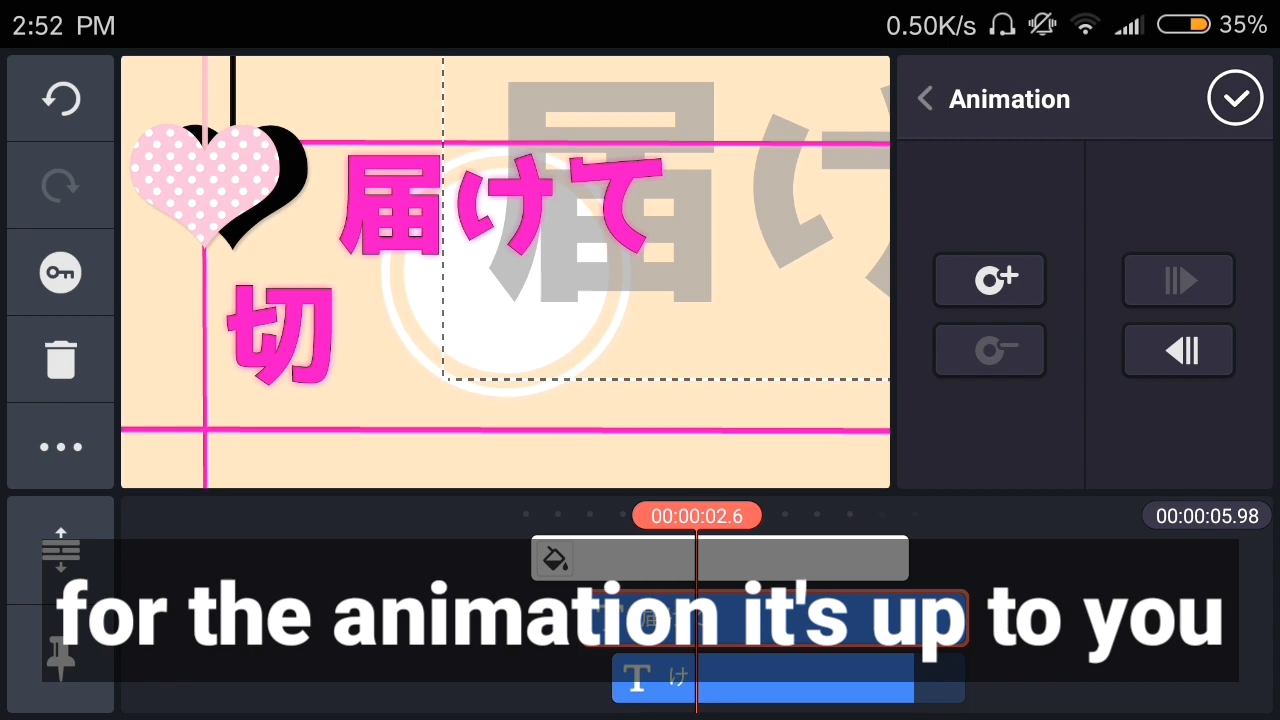 2:52 PM
0.50K/s
35%
Animation
届け
届けて
切
00:00:02.6
00:00:05.98
for the animation it's up to you
T け